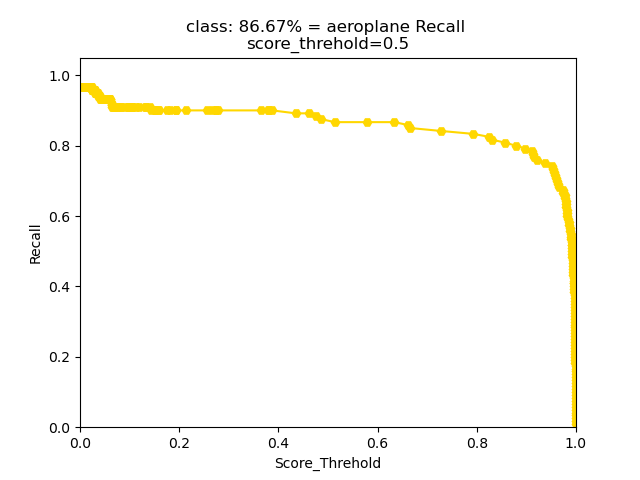 class: 86.67% = aeroplane Recall
score_threhold=0.5
1.0
0.8
0.6
0.4
0.2
0.0
Recall
0.0 0.2 0.4 0.6 0.8 1.0
Score_Threhold